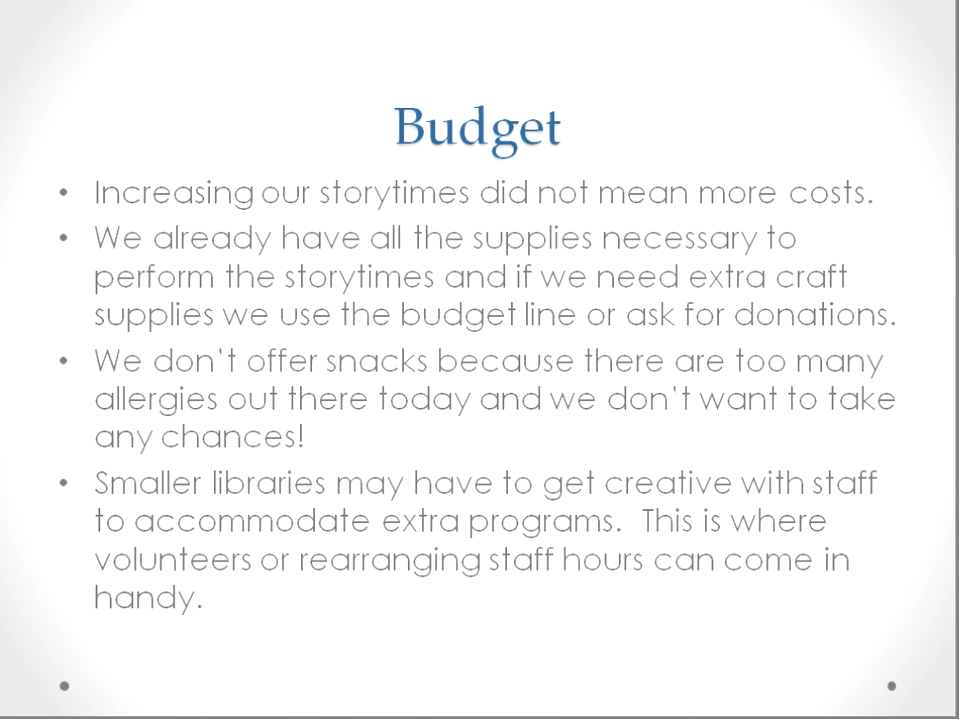 Budget
• Increasing our storytimes did not mean more costs.
• We already have all the supplies necessary to
perform the storytimes and if we need extra craft
supplies we use the budget line or ask for donations.
• We don't offer snacks because there are too many
allergies out there today and we don't want to take
any chances!
• Smaller libraries may have to get creative with staff
to accommodate extra programs.  This is where
volunteers or rearranging staff hours can come in
handy.